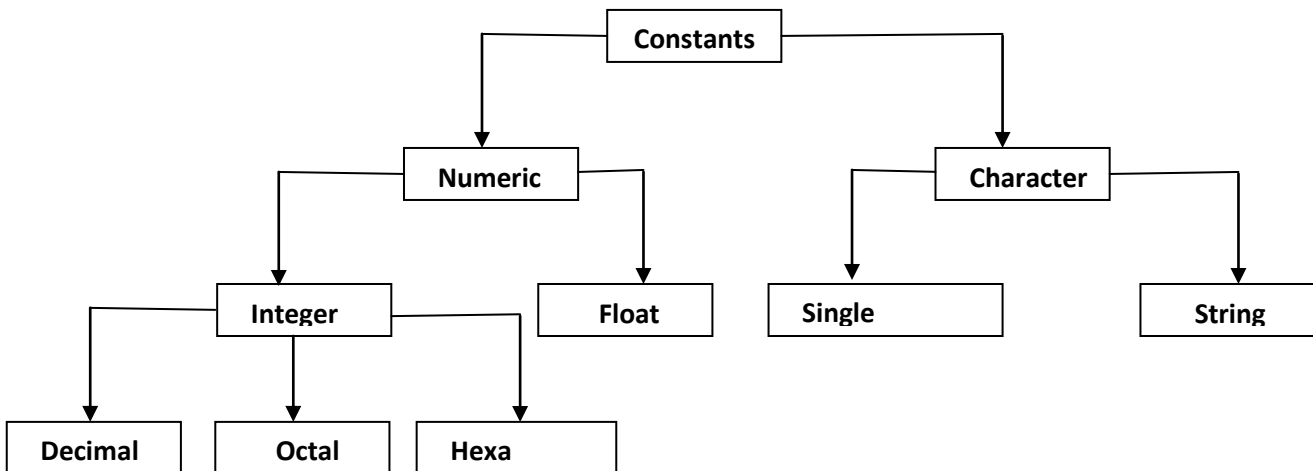 Constants
Numeric
Character
Integer
Float
Single
String
Decimal
Octal
Hexa